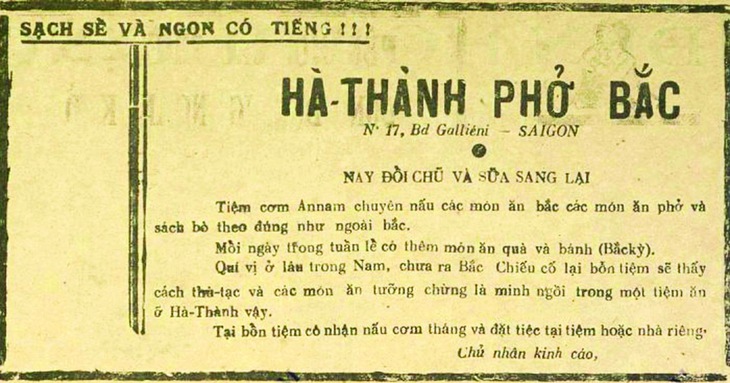 SẠCH SẼ VÀ NGON CÓ TIẾNG !!!
HÀ-THÀNH PHỞ BẮC
Nº 17, Bd Galliéni – SAIGON
NAY ĐỔI CHŨ VÀ SỮA SANG LẠI
Tiệm cơm Annam chuyên nấu các món ăn bắc các món ăn phở và
sách bò theo đúng như ngoài bắc.
Mỗi ngày trong tuần lễ có thêm món ăn quà và bánh (Bắckỳ).
Quí vị ở lâu trong Nam, chưa ra Bắc Chiếu cố lại bổn tiệm sẽ thấy
cách thù-tạc và các món ăn tưỡng chừng là mình ngồi trong một tiệm ăn
ỡ Hà-Thành vậy.
Tại bổn tiệm có nhận nấu cơm tháng và đặt tiệc tại tiệm hoặc nhà riêng.
Chủ nhân kính cáo,